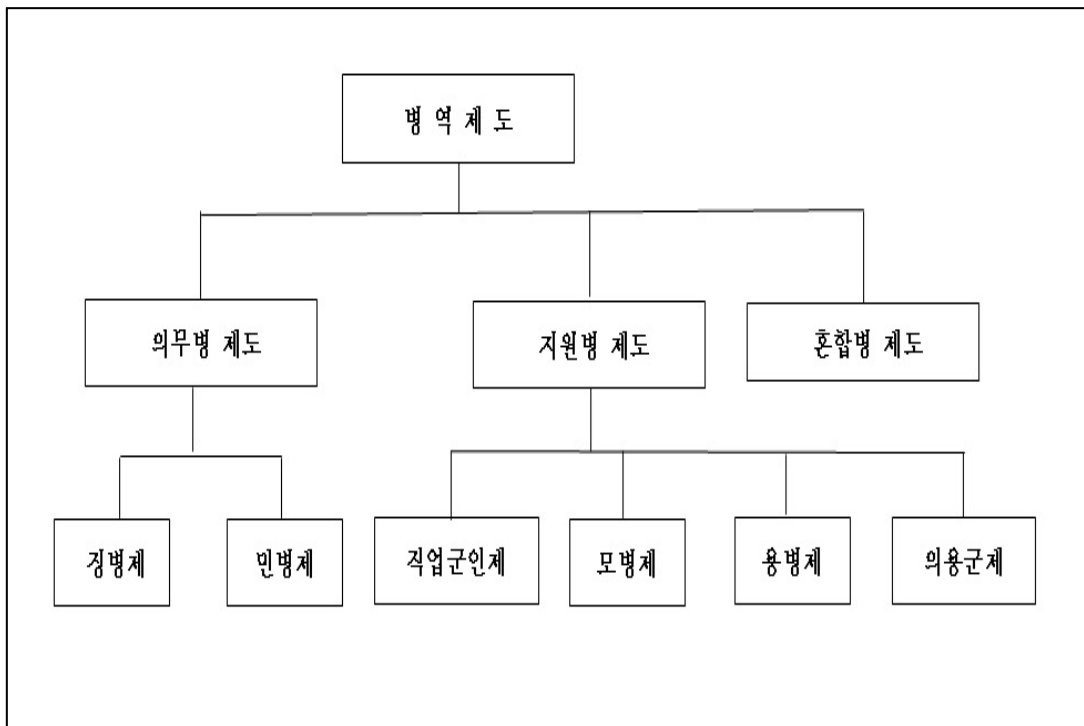 병 역 제 도
의무병 제도
지원병 제도
혼합병 제도
징병제
민병제
직업군인제
모병제
용병제
의용군제